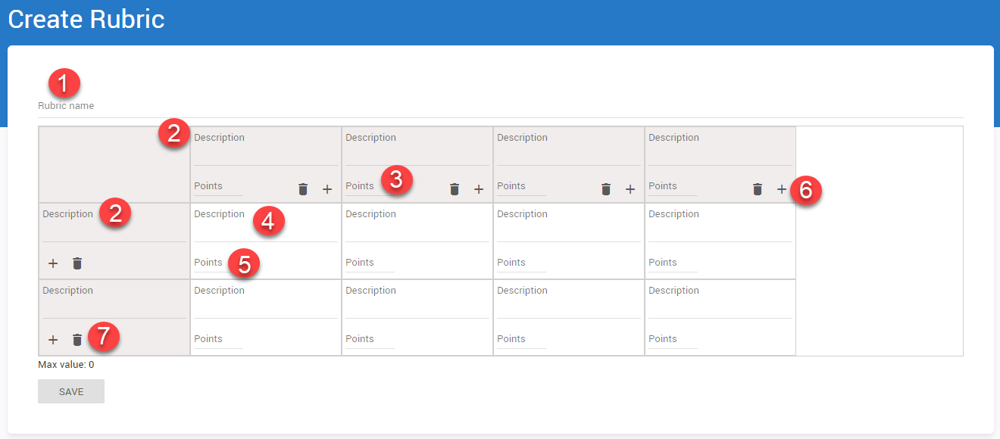 Create Rubric
1
Rubric name
2 Description Description Description Description
Points Points 3 Points Points 6
Description 2 Description 4 Description Description Description
Points 5 Points Points Points
Description Description Description Description Description
7 Points Points Points Points
Max value: 0
SAVE